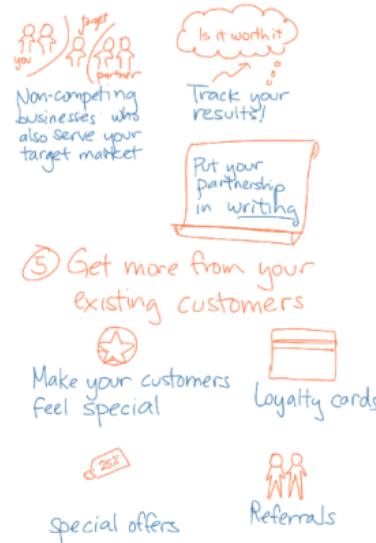 you
target
partner
Non-competing
businesses who
also serve your
target market
Is it worth it
Track your
results!
Put your
partnership
in writing
⑤ Get more from your
existing customers
Make your customers
feel special
Loyalty cards
25%
special offers
Referrals